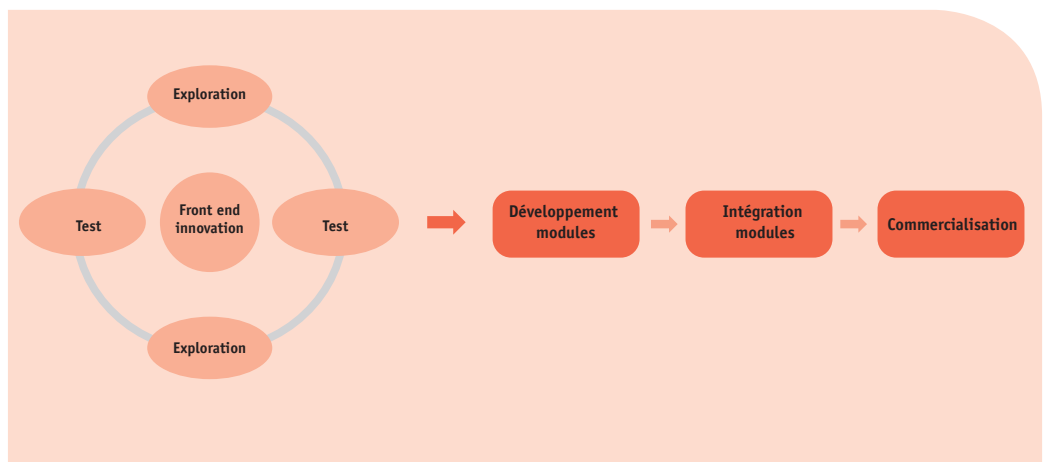 Exploration
Test
Front end
innovation
Test
Exploration
Développement
modules
Intégration
modules
Commercialisation